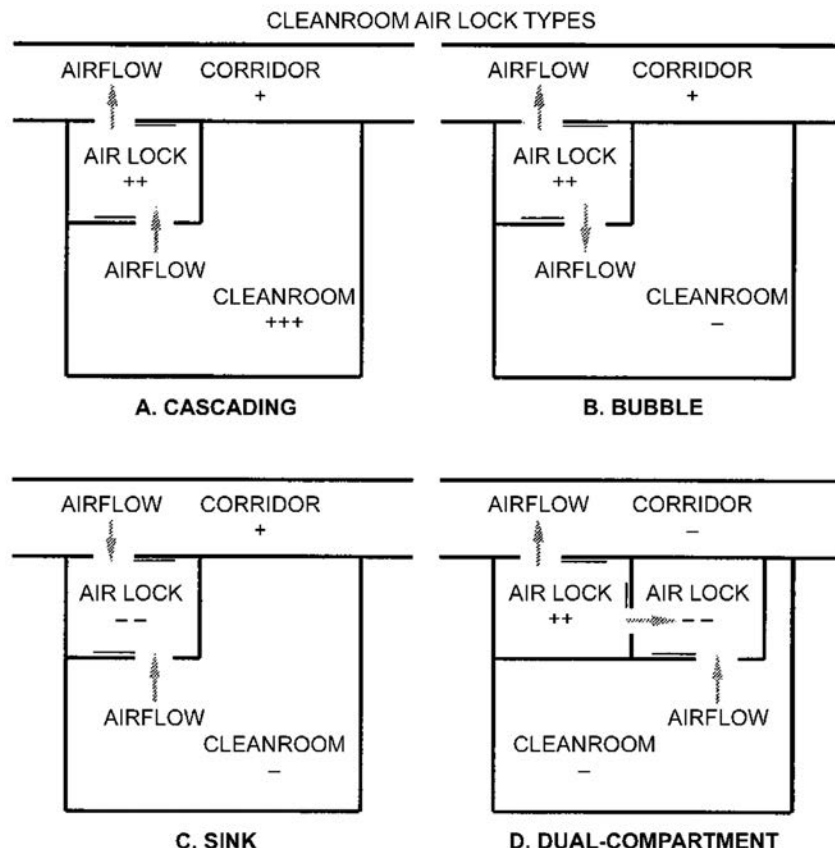 CLEANROOM AIR LOCK TYPES
AIRFLOW
CORRIDOR
+
AIR LOCK
++
AIRFLOW
CLEANROOM
+++
A. CASCADING
AIRFLOW
CORRIDOR
+
AIR LOCK
++
AIRFLOW
CLEANROOM
–
B. BUBBLE
AIRFLOW
CORRIDOR
+
AIR LOCK
– –
AIRFLOW
CLEANROOM
–
C. SINK
AIRFLOW
CORRIDOR
–
AIR LOCK
++
AIR LOCK
– –
AIRFLOW
CLEANROOM
–
D. DUAL-COMPARTMENT